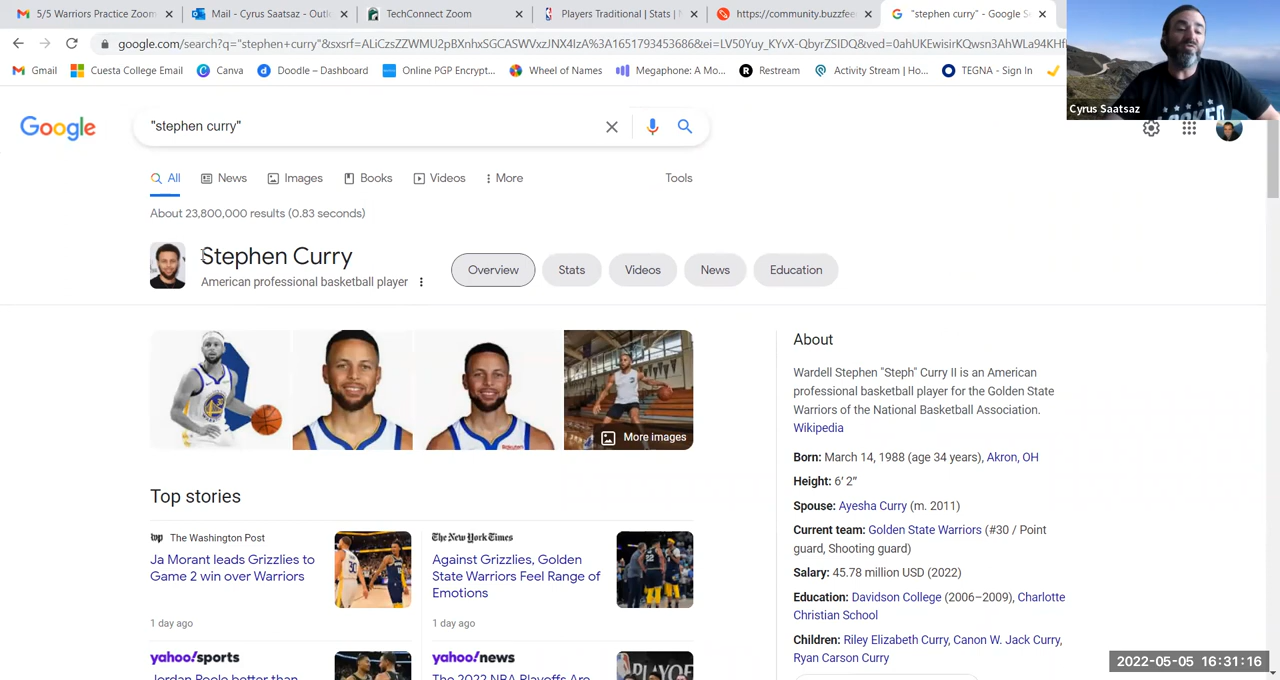 5/5 Warriors Practice Zoom
Mail - Cyrus Saatsaz - Outl
TechConnect Zoom
Players Traditional | Stats |
https://community.buzzfee
"stephen curry" - Google S
google.com/search?q="stephen+curry"&sxsrf=
Gmail
Cuesta College Email
Canva
Doodle – Dashboard
Online PGP Encrypt...
Wheel of Names
Megaphone: A Mo...
Restream
Activity Stream | Ho...
TEGNA - Sign In
Cyrus Saatsaz
Google
"stephen curry"
All
News
Images
Books
Videos
More
Tools
About 23,800,000 results (0.83 seconds)
Stephen Curry
American professional basketball player
Overview
Stats
Videos
News
Education
More images
Top stories
The Washington Post
Ja Morant leads Grizzlies to
Game 2 win over Warriors
1 day ago
The New York Times
Against Grizzlies, Golden
State Warriors Feel Range of
Emotions
1 day ago
yahoo!sports
Jordan Poole better than
yahoo!news
The 2022 NBA Playoffs Are
About
Wardell Stephen "Steph" Curry II is an American
professional basketball player for the Golden State
Warriors of the National Basketball Association.
Wikipedia
Born: March 14, 1988 (age 34 years), Akron, OH
Height: 6′ 2″
Spouse: Ayesha Curry (m. 2011)
Current team: Golden State Warriors (#30 / Point
guard, Shooting guard)
Salary: 45.78 million USD (2022)
Education: Davidson College (2006–2009), Charlotte
Christian School
Children: Riley Elizabeth Curry, Canon W. Jack Curry,
Ryan Carson Curry
2022-05-05 16:31:16